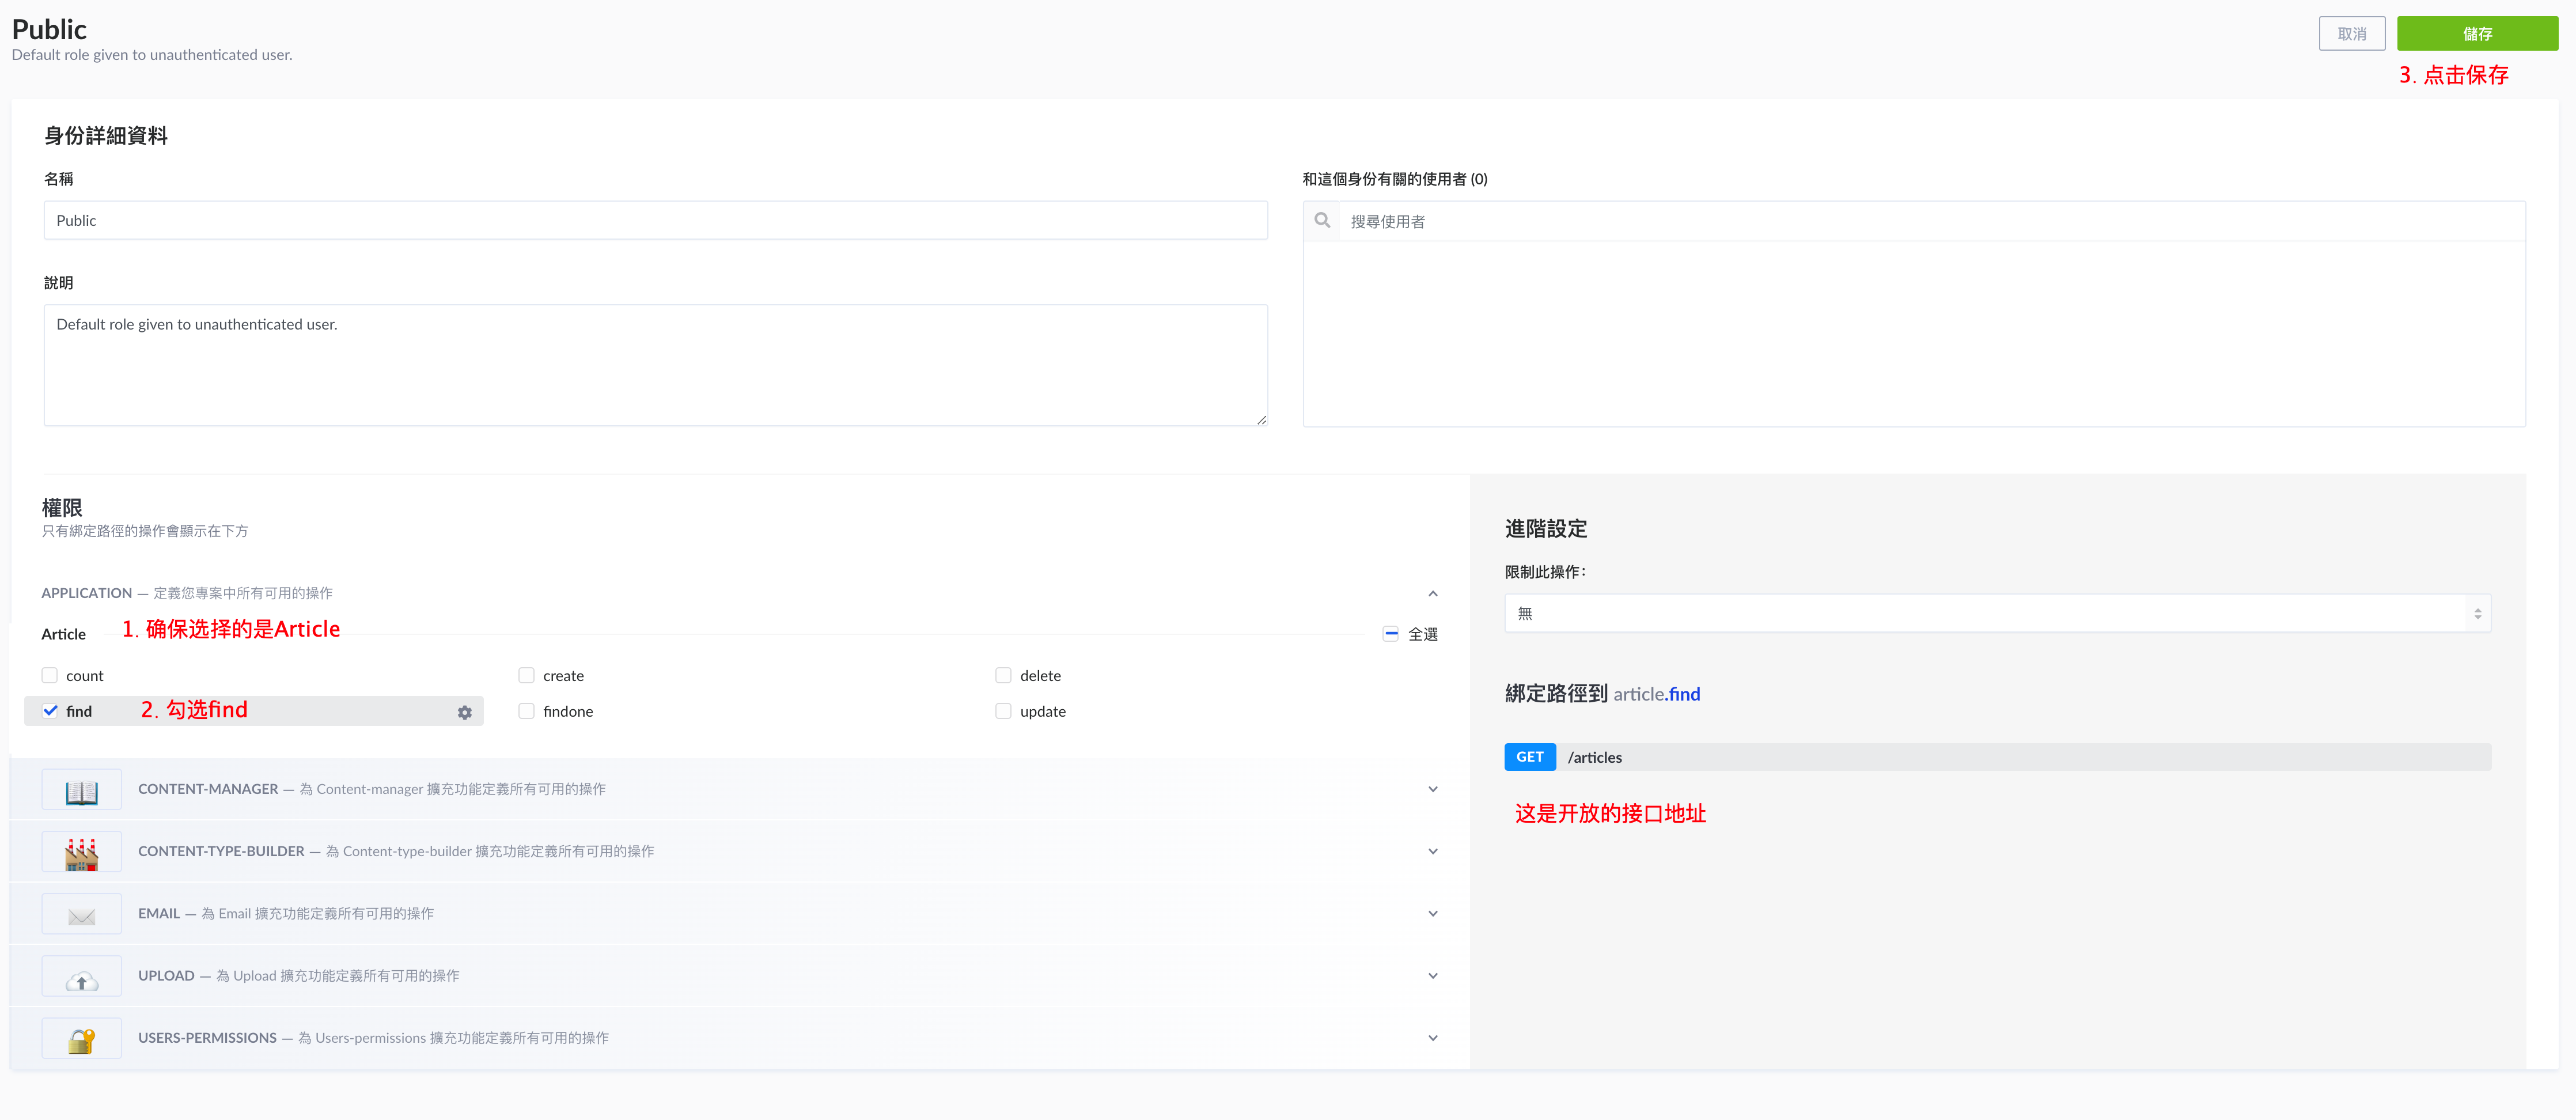 Public
Default role given to unauthenticated user.
取消
儲存
3. 点击保存
身份詳細資料
名稱
Public
和這個身份有關的使用者 (0)
搜尋使用者
說明
Default role given to unauthenticated user.
權限
只有綁定路徑的操作會顯示在下方
APPLICATION — 定義您專案中所有可用的操作
Article
1. 确保选择的是Article
全選
count
create
delete
find
2. 勾选find
findone
update
CONTENT-MANAGER — 為 Content-manager 擴充功能定義所有可用的操作
CONTENT-TYPE-BUILDER — 為 Content-type-builder 擴充功能定義所有可用的操作
EMAIL — 為 Email 擴充功能定義所有可用的操作
UPLOAD — 為 Upload 擴充功能定義所有可用的操作
USERS-PERMISSIONS — 為 Users-permissions 擴充功能定義所有可用的操作
進階設定
限制此操作：
無
綁定路徑到 article.find
GET /articles
这是开放的接口地址